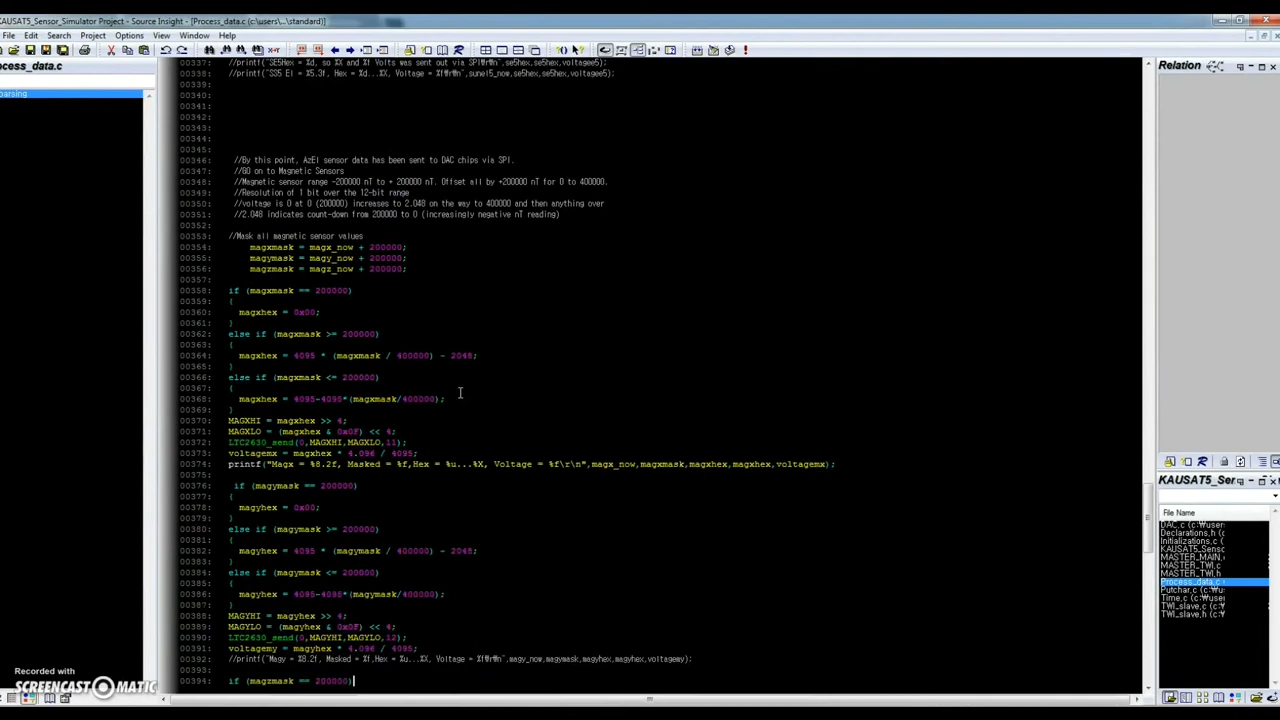 KAUSAT5_Sensor_Simulator Project - Source Insight - [Process_data.c (c:\users\...\standard)]
File Edit Search Project Options View Window Help
ocess_data.c
parsing
00337: //printf("SE5Hex = %d, so %X and %f Volts was sent out via SPI₩r₩n",se5hex,se5hex,voltagee5);
00338: //printf("SS5 El = %5.3f, Hex = %d...%X, Voltage = %f₩r₩n",sunel5_now,se5hex,se5hex,voltagee5);
00339:
00340:
00341:
00342:
00343:
00344:
00345:
00346: //By this point, AzEl sensor data has been sent to DAC chips via SPI.
00347: //GO on to Magnetic Sensors
00348: //Magnetic sensor range -200000 nT to + 200000 nT. Offset all by +200000 nT for 0 to 400000.
00349: //Resolution of 1 bit over the 12-bit range
00350: //voltage is 0 at 0 (200000) increases to 2.048 on the way to 400000 and then anything over
00351: //2.048 indicates count-down from 200000 to 0 (increasingly negative nT reading)
00352:
00353: //Mask all magnetic sensor values
00354: magxmask = magx_now + 200000;
00355: magymask = magy_now + 200000;
00356: magzmask = magz_now + 200000;
00357:
00358: if (magxmask == 200000)
00359: {
00360: magxhex = 0x00;
00361: }
00362: else if (magxmask >= 200000)
00363: {
00364: magxhex = 4095 * (magxmask / 400000) - 2048;
00365: }
00366: else if (magxmask <= 200000)
00367: {
00368: magxhex = 4095-4095*(magxmask/400000);
00369: }
00370: MAGXHI = magxhex >> 4;
00371: MAGXLO = (magxhex & 0x0F) << 4;
00372: LTC2630_send(0,MAGXHI,MAGXLO,11);
00373: voltagemx = magxhex * 4.096 / 4095;
00374: printf("Magx = %8.2f, Masked = %f,Hex = %u...%X, Voltage = %f\r\n",magx_now,magxmask,magxhex,magxhex,voltagemx);
00375:
00376: if (magymask == 200000)
00377: {
00378: magyhex = 0x00;
00379: }
00380: else if (magymask >= 200000)
00381: {
00382: magyhex = 4095 * (magymask / 400000) - 2048;
00383: }
00384: else if (magymask <= 200000)
00385: {
00386: magyhex = 4095-4095*(magymask/400000);
00387: }
00388: MAGYHI = magyhex >> 4;
00389: MAGYLO = (magyhex & 0x0F) << 4;
00390: LTC2630_send(0,MAGYHI,MAGYLO,12);
00391: voltagemy = magyhex * 4.096 / 4095;
00392: //printf("Magy = %8.2f, Masked = %f,Hex = %u...%X, Voltage = %f₩r₩n",magy_now,magymask,magyhex,magyhex,voltagemy);
00393:
00394: if (magzmask == 200000)
Relation
KAUSAT5_Ser
File Name
DAC.c (c:₩user
Declarations.h (c
Initializations.c (
KAUSAT5_Senso
MASTER_MAIN.
MASTER_TWI.c
MASTER_TWI.h
Process_data.c
Putchar.c (c:₩u
Time.c (c:₩user
TWI_slave.c (c:
TWI_slave.h (c:
Recorded with
SCREENCAST MATIC